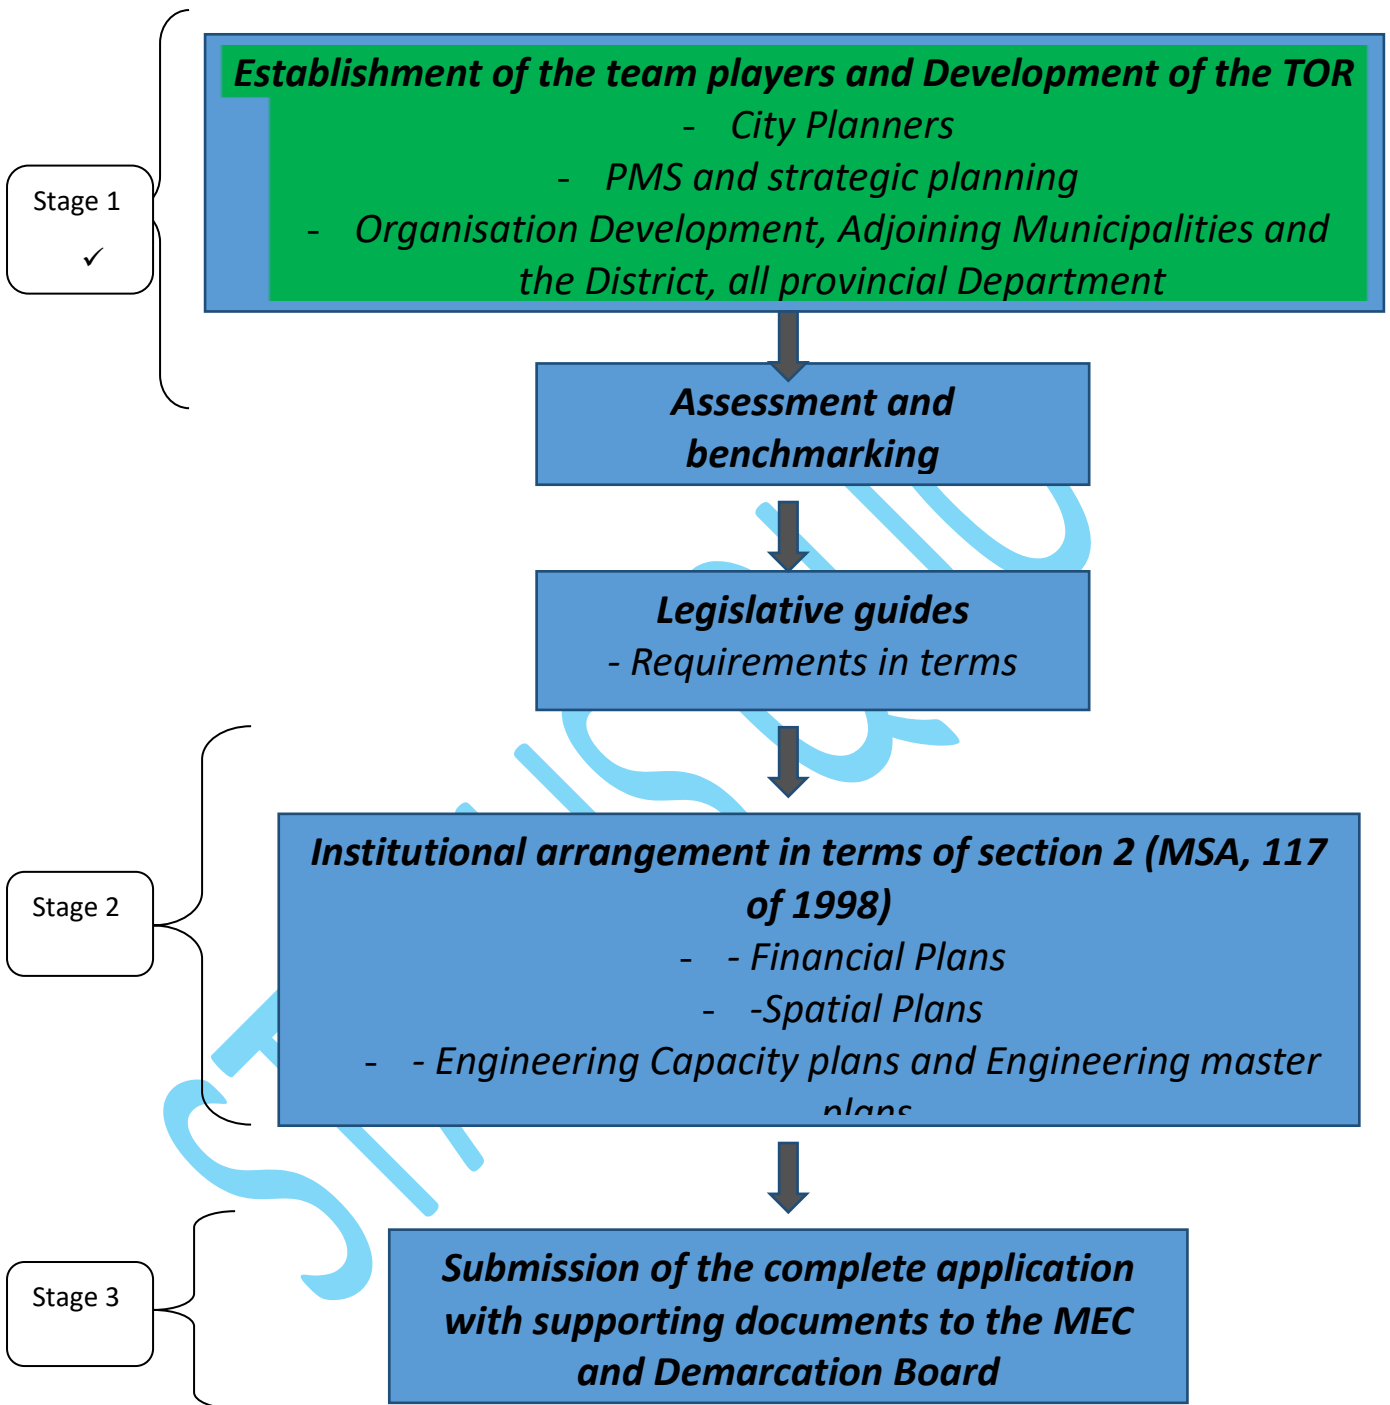 Establishment of the team players and Development of the TOR
- City Planners
- PMS and strategic planning
- Organisation Development, Adjoining Municipalities and
the District, all provincial Department
Stage 1
✓
Assessment and
benchmarking
Legislative guides
- Requirements in terms
Institutional arrangement in terms of section 2 (MSA, 117
of 1998)
- - Financial Plans
- -Spatial Plans
- - Engineering Capacity plans and Engineering master
plans
Stage 2
Submission of the complete application
with supporting documents to the MEC
and Demarcation Board
Stage 3